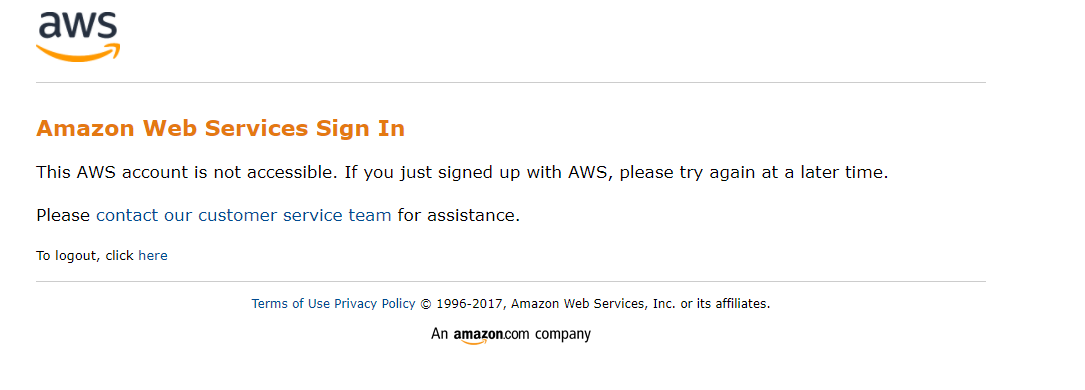 aws
Amazon Web Services Sign In
This AWS account is not accessible. If you just signed up with AWS, please try again at a later time.
Please contact our customer service team for assistance.
To logout, click here
Terms of Use Privacy Policy © 1996-2017, Amazon Web Services, Inc. or its affiliates.
An amazon.com company